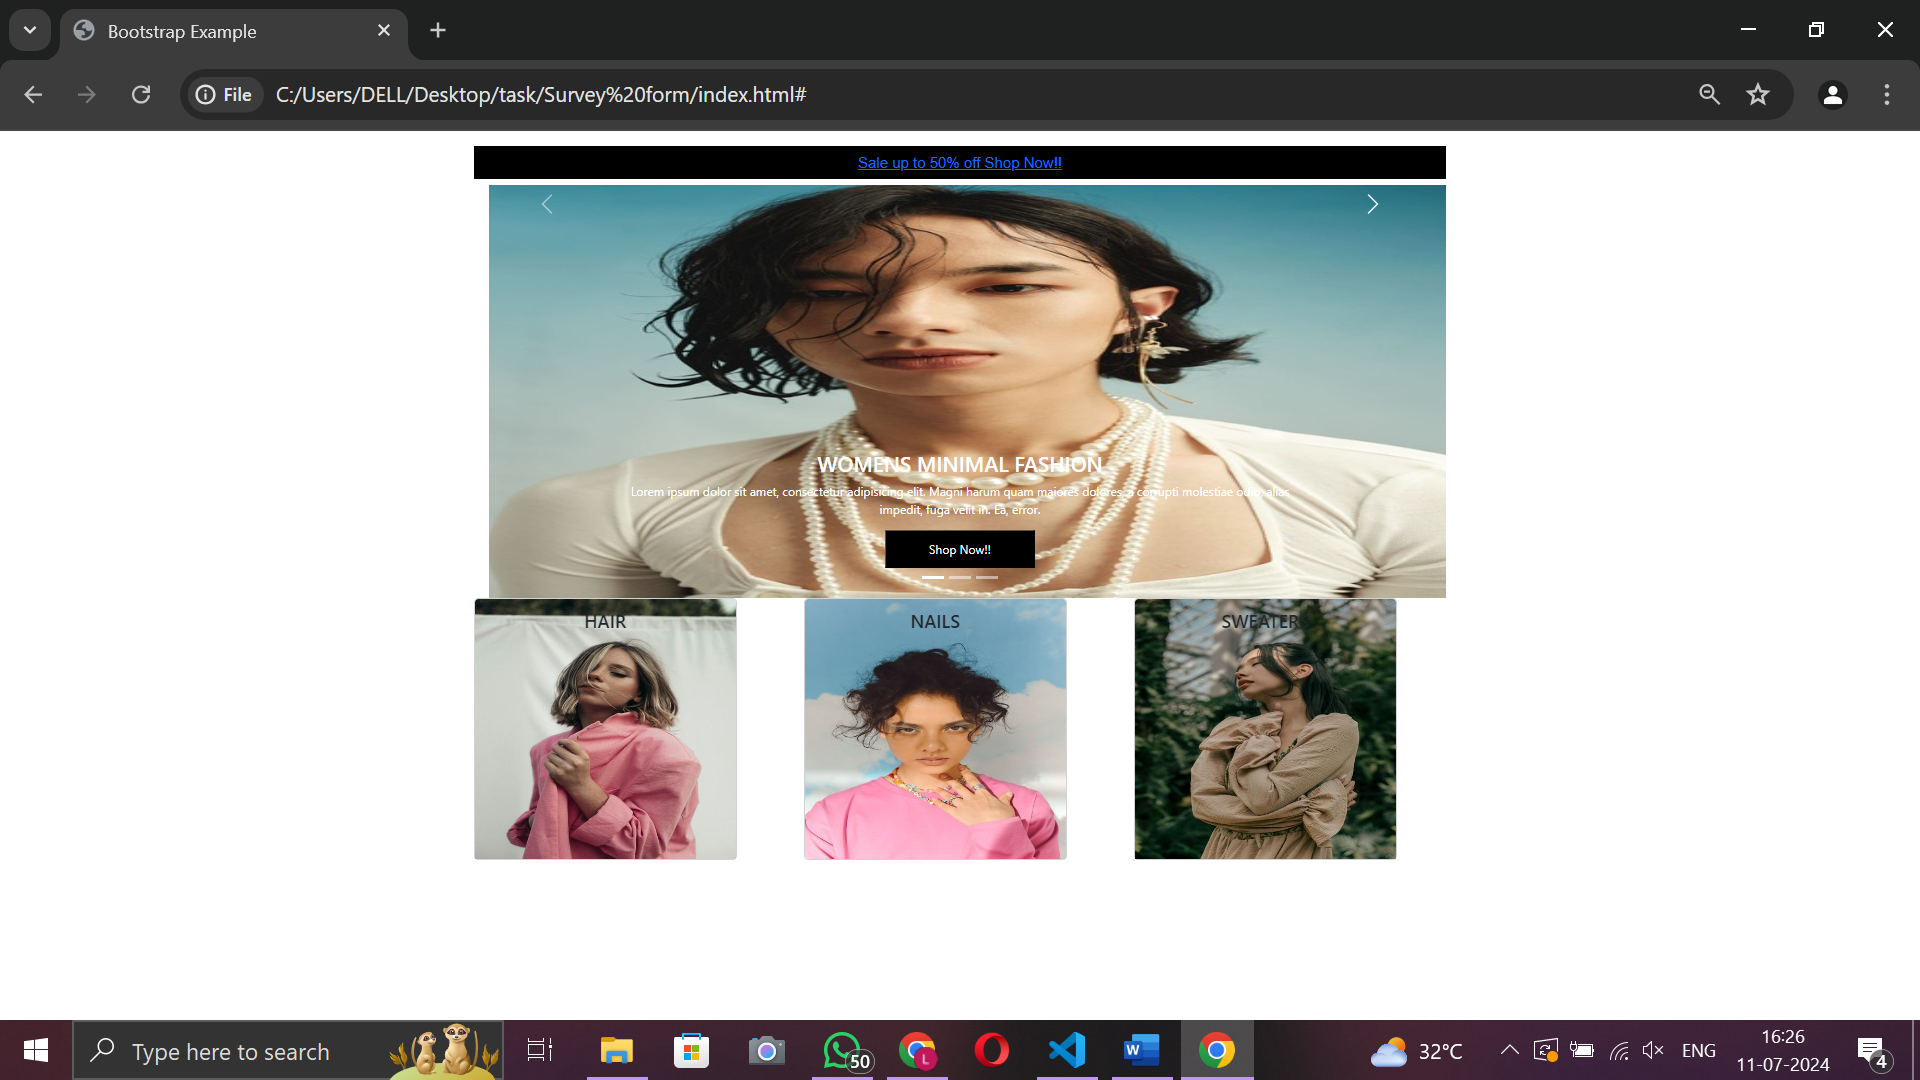 Bootstrap Example
File
C:/Users/DELL/Desktop/task/Survey%20form/index.html#
Sale up to 50% off Shop Now!!
WOMENS MINIMAL FASHION
Lorem ipsum dolor sit amet, consectetur adipisicing elit. Magni harum quam maiores dolores, a corrupti molestiae odio, alias
impedit, fuga velit in. Ea, error.
Shop Now!!
HAIR
NAILS
SWEATER
Type here to search
50
L
W
32°C
ENG
16:26
11-07-2024
4